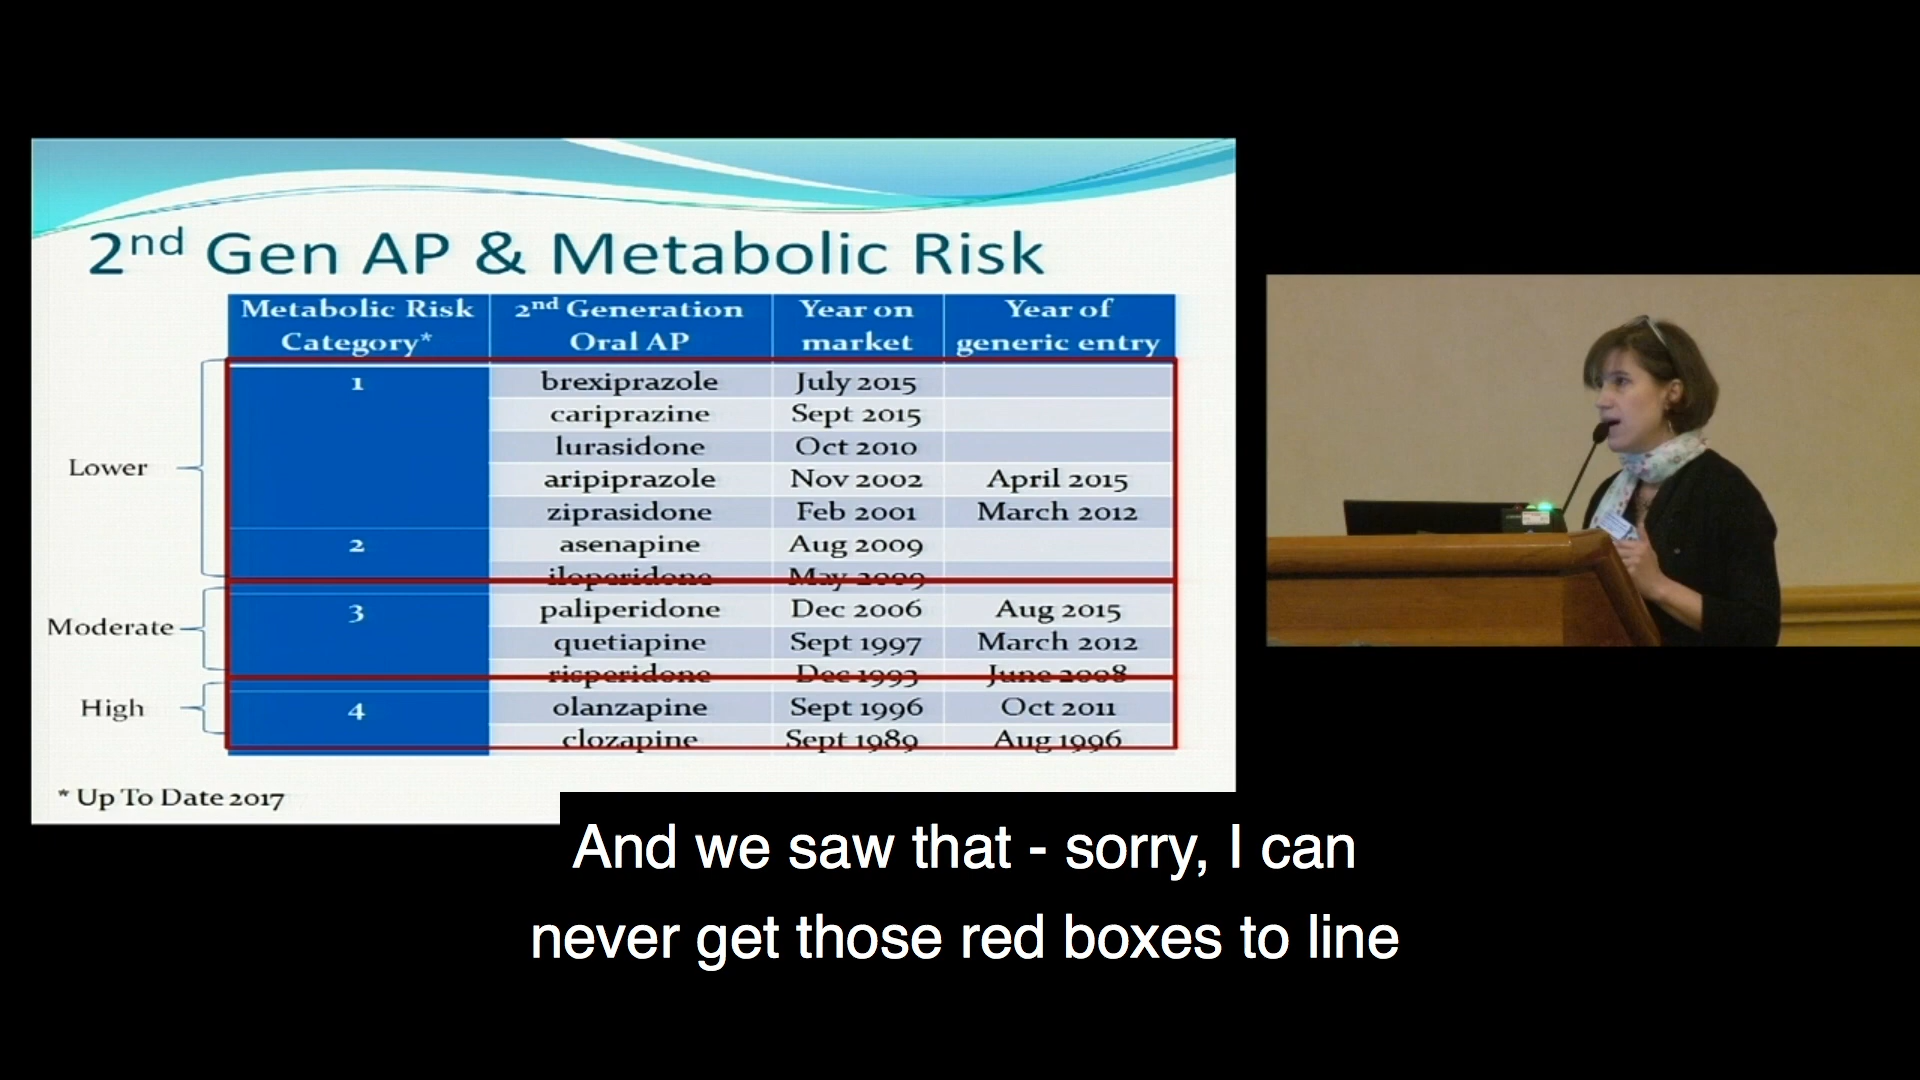 2nd Gen AP & Metabolic Risk
Metabolic Risk Category* 2nd Generation Oral AP Year on market Year of generic entry
Lower
1 brexiprazole July 2015
cariprazine Sept 2015
lurasidone Oct 2010
aripiprazole Nov 2002 April 2015
ziprasidone Feb 2001 March 2012
2 asenapine Aug 2009
iloperidone May 2009
Moderate
3 paliperidone Dec 2006 Aug 2015
quetiapine Sept 1997 March 2012
risperidone Dec 1993 June 2008
High
4 olanzapine Sept 1996 Oct 2011
clozapine Sept 1989 Aug 1996
* Up To Date 2017
And we saw that - sorry, I can
never get those red boxes to line